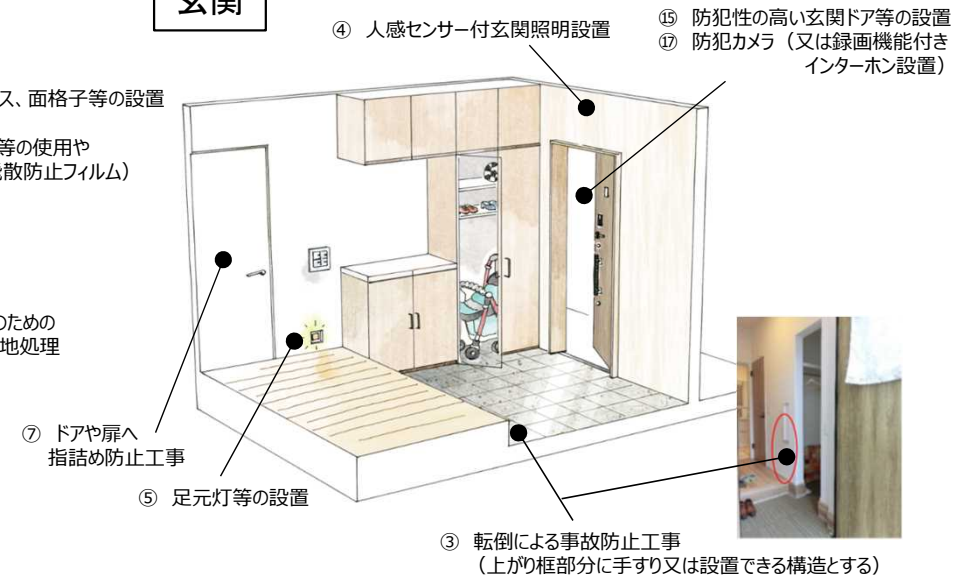 玄関
④ 人感センサー付玄関照明設置
⑮ 防犯性の高い玄関ドア等の設置
⑰ 防犯カメラ（又は録画機能付き
インターホン設置）
ス、面格子等の設置
等の使用や
飛散防止フィルム）
のための
地処理
⑦ ドアや扉へ
指詰め防止工事
⑤ 足元灯等の設置
③ 転倒による事故防止工事
（上がり框部分に手すり又は設置できる構造とする）